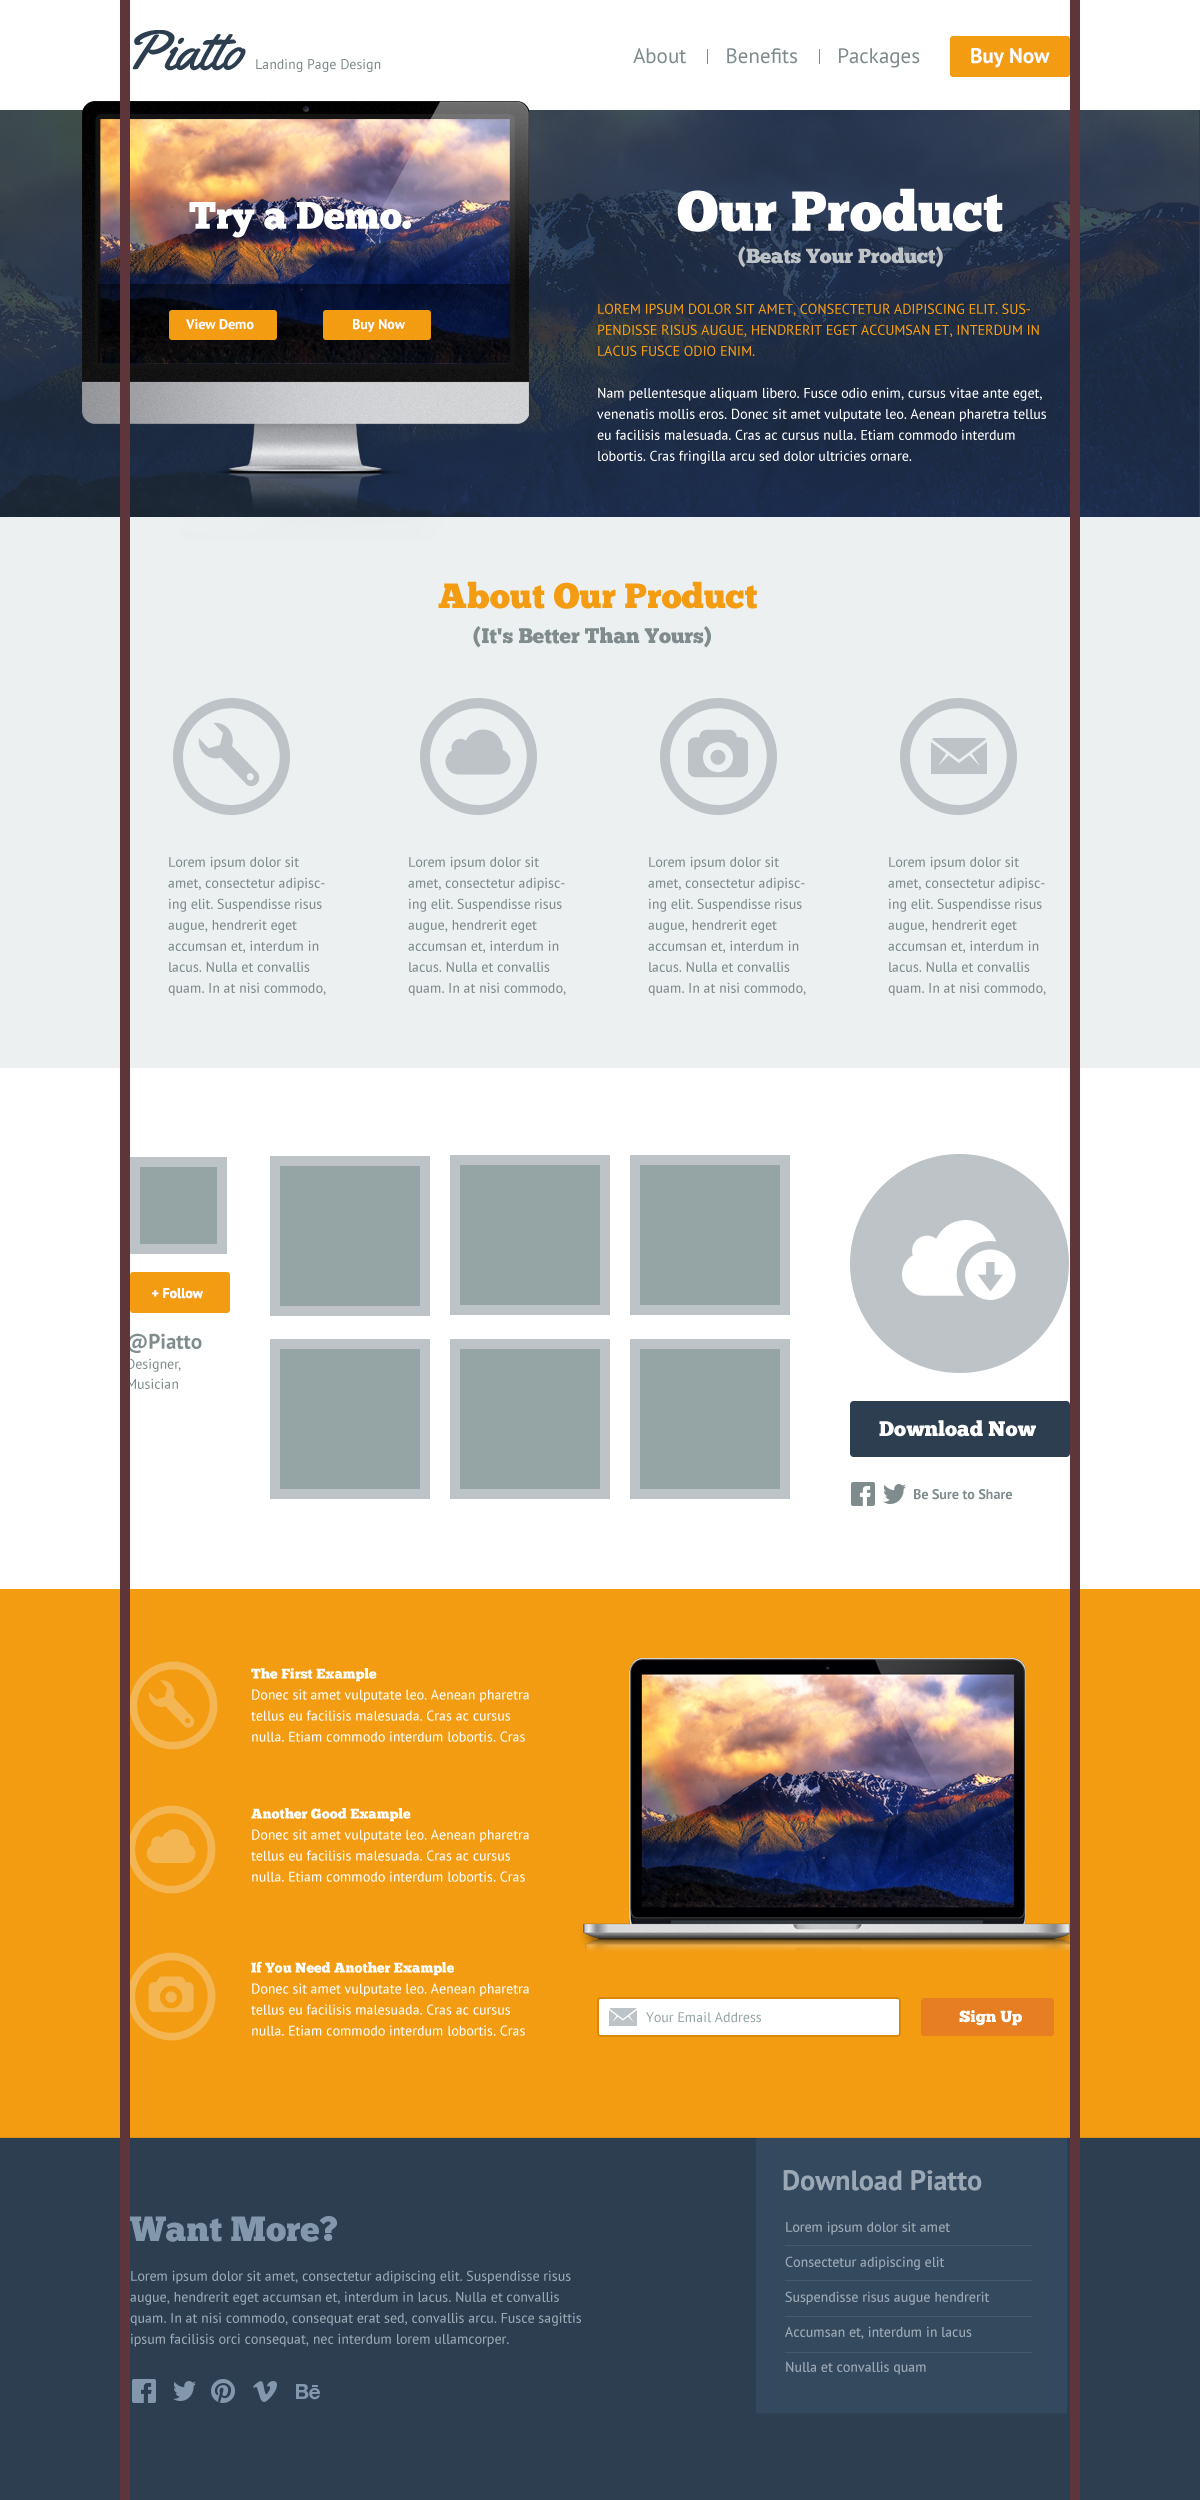 Piatto Landing Page Design
About | Benefits | Packages
Buy Now
Try a Demo.
View Demo
Buy Now
Our Product
(Beats Your Product)
LOREM IPSUM DOLOR SIT AMET, CONSECTETUR ADIPISCING ELIT. SUS-
PENDISSE RISUS AUGUE, HENDRERIT EGET ACCUMSAN ET, INTERDUM IN
LACUS FUSCE ODIO ENIM.
Nam pellentesque aliquam libero. Fusce odio enim, cursus vitae ante eget,
venenatis mollis eros. Donec sit amet vulputate leo. Aenean pharetra tellus
eu facilisis malesuada. Cras ac cursus nulla. Etiam commodo interdum
lobortis. Cras fringilla arcu sed dolor ultricies ornare.
About Our Product
(It's Better Than Yours)
Lorem ipsum dolor sit
amet, consectetur adipisc-
ing elit. Suspendisse risus
augue, hendrerit eget
accumsan et, interdum in
lacus. Nulla et convallis
quam. In at nisi commodo,
Lorem ipsum dolor sit
amet, consectetur adipisc-
ing elit. Suspendisse risus
augue, hendrerit eget
accumsan et, interdum in
lacus. Nulla et convallis
quam. In at nisi commodo,
Lorem ipsum dolor sit
amet, consectetur adipisc-
ing elit. Suspendisse risus
augue, hendrerit eget
accumsan et, interdum in
lacus. Nulla et convallis
quam. In at nisi commodo,
Lorem ipsum dolor sit
amet, consectetur adipisc-
ing elit. Suspendisse risus
augue, hendrerit eget
accumsan et, interdum in
lacus. Nulla et convallis
quam. In at nisi commodo,
+ Follow
@Piatto
Designer,
Musician
Download Now
Be Sure to Share
The First Example
Donec sit amet vulputate leo. Aenean pharetra
tellus eu facilisis malesuada. Cras ac cursus
nulla. Etiam commodo interdum lobortis. Cras
Another Good Example
Donec sit amet vulputate leo. Aenean pharetra
tellus eu facilisis malesuada. Cras ac cursus
nulla. Etiam commodo interdum lobortis. Cras
If You Need Another Example
Donec sit amet vulputate leo. Aenean pharetra
tellus eu facilisis malesuada. Cras ac cursus
nulla. Etiam commodo interdum lobortis. Cras
Your Email Address
Sign Up
Want More?
Lorem ipsum dolor sit amet, consectetur adipiscing elit. Suspendisse risus
augue, hendrerit eget accumsan et, interdum in lacus. Nulla et convallis
quam. In at nisi commodo, consequat erat sed, convallis arcu. Fusce sagittis
ipsum facilisis orci consequat, nec interdum lorem ullamcorper.
Bē
Download Piatto
Lorem ipsum dolor sit amet
Consectetur adipiscing elit
Suspendisse risus augue hendrerit
Accumsan et, interdum in lacus
Nulla et convallis quam